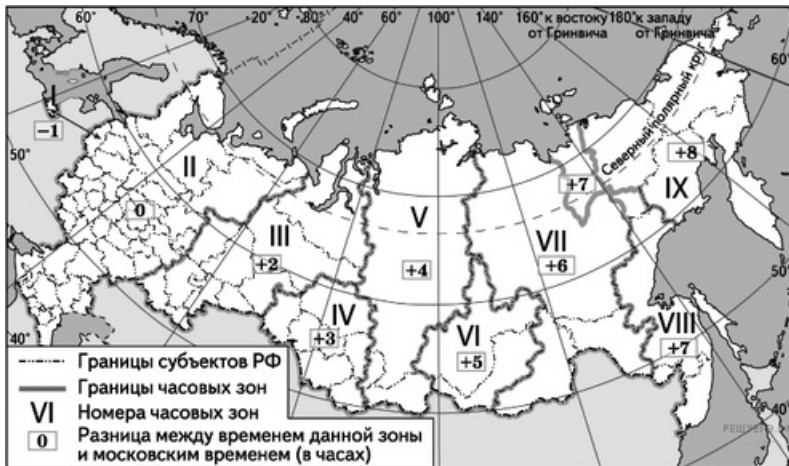 60° 70° 80° -20° 40° 60° 100° 140° 160° к востоку 180° к западу
от Гринвича от Гринвича
60°
Северный полярный круг
I
−1
50°
II
0
III
+2
IV
+3
V
+4
VI
+5
VII
+6
+7
+8
IX
50°
VIII
+7
40°
40°
Границы субъектов РФ
Границы часовых зон
VI Номера часовых зон
0 Разница между временем данной зоны
и московским временем (в часах)